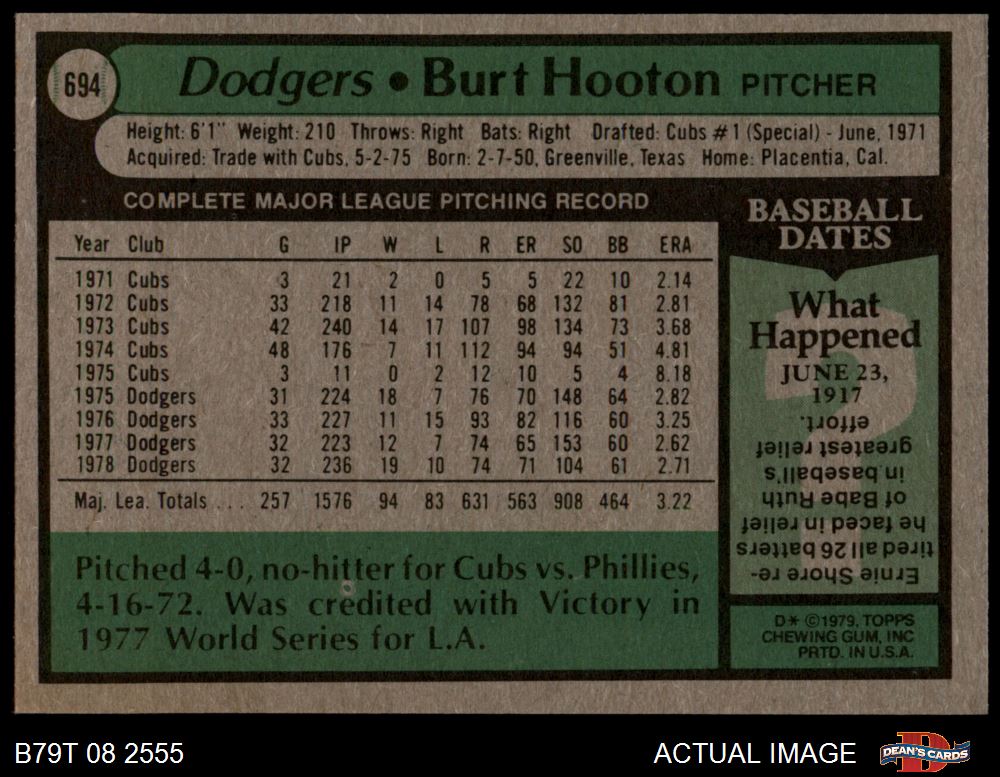 694
Dodgers • Burt Hooton PITCHER
Height: 6'1" Weight: 210 Throws: Right Bats: Right Drafted: Cubs #1 (Special) - June, 1971
Acquired: Trade with Cubs, 5-2-75 Born: 2-7-50, Greenville, Texas Home: Placentia, Cal.
COMPLETE MAJOR LEAGUE PITCHING RECORD
Year Club G IP W L R ER SO BB ERA
1971 Cubs 3 21 2 0 5 5 22 10 2.14
1972 Cubs 33 218 11 14 78 68 132 81 2.81
1973 Cubs 42 240 14 17 107 98 134 73 3.68
1974 Cubs 48 176 7 11 112 94 94 51 4.81
1975 Cubs 3 11 0 2 12 10 5 4 8.18
1975 Dodgers 31 224 18 7 76 70 148 64 2.82
1976 Dodgers 33 227 11 15 93 82 116 60 3.25
1977 Dodgers 32 223 12 7 74 65 153 60 2.62
1978 Dodgers 32 236 19 10 74 71 104 61 2.71
Maj. Lea. Totals ... 257 1576 94 83 631 563 908 464 3.22
Pitched 4-0, no-hitter for Cubs vs. Phillies,
4-16-72. Was credited with Victory in
1977 World Series for L.A.
BASEBALL
DATES
What
Happened
JUNE 23,
1917
Ernie Shore re-
tired all 26 batters
he faced in relief
of Babe Ruth
in baseball's
greatest relief
effort.
D* ©1979, TOPPS
CHEWING GUM, INC
PRTD. IN U.S.A.
B79T 08 2555
ACTUAL IMAGE
DEAN'S CARDS